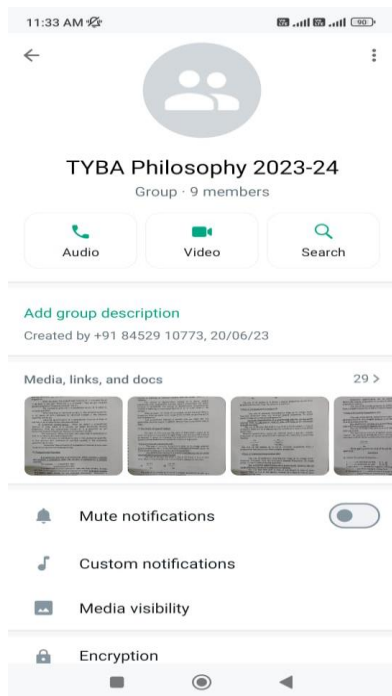 11:33 AM
90
TYBA Philosophy 2023-24
Group · 9 members
Audio Video Search
Add group description
Created by +91 84529 10773, 20/06/23
Media, links, and docs 29 >
Mute notifications
Custom notifications
Media visibility
Encryption